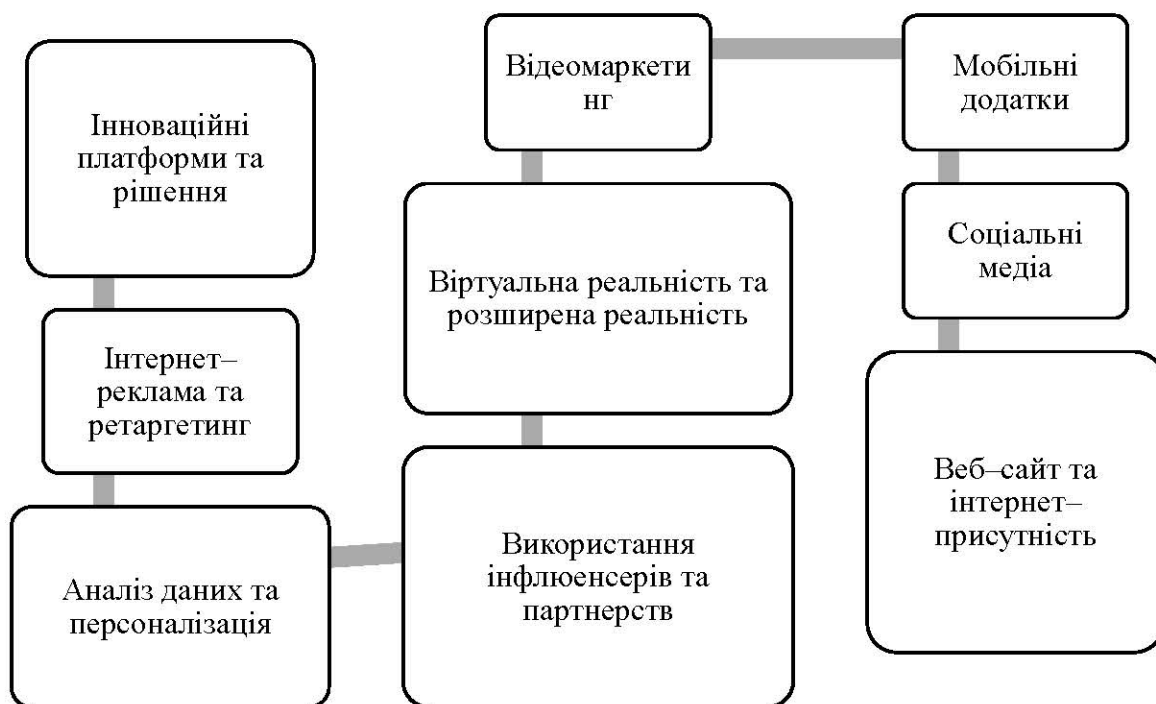 Інноваційні
платформи та
рішення
Інтернет–
реклама та
ретаргетинг
Аналіз даних та
персоналізація
Використання
інфлюенсерів та
партнерств
Віртуальна реальність та
розширена реальність
Відеомаркети
нг
Мобільні
додатки
Соціальні
медіа
Веб–сайт та
інтернет–
присутність